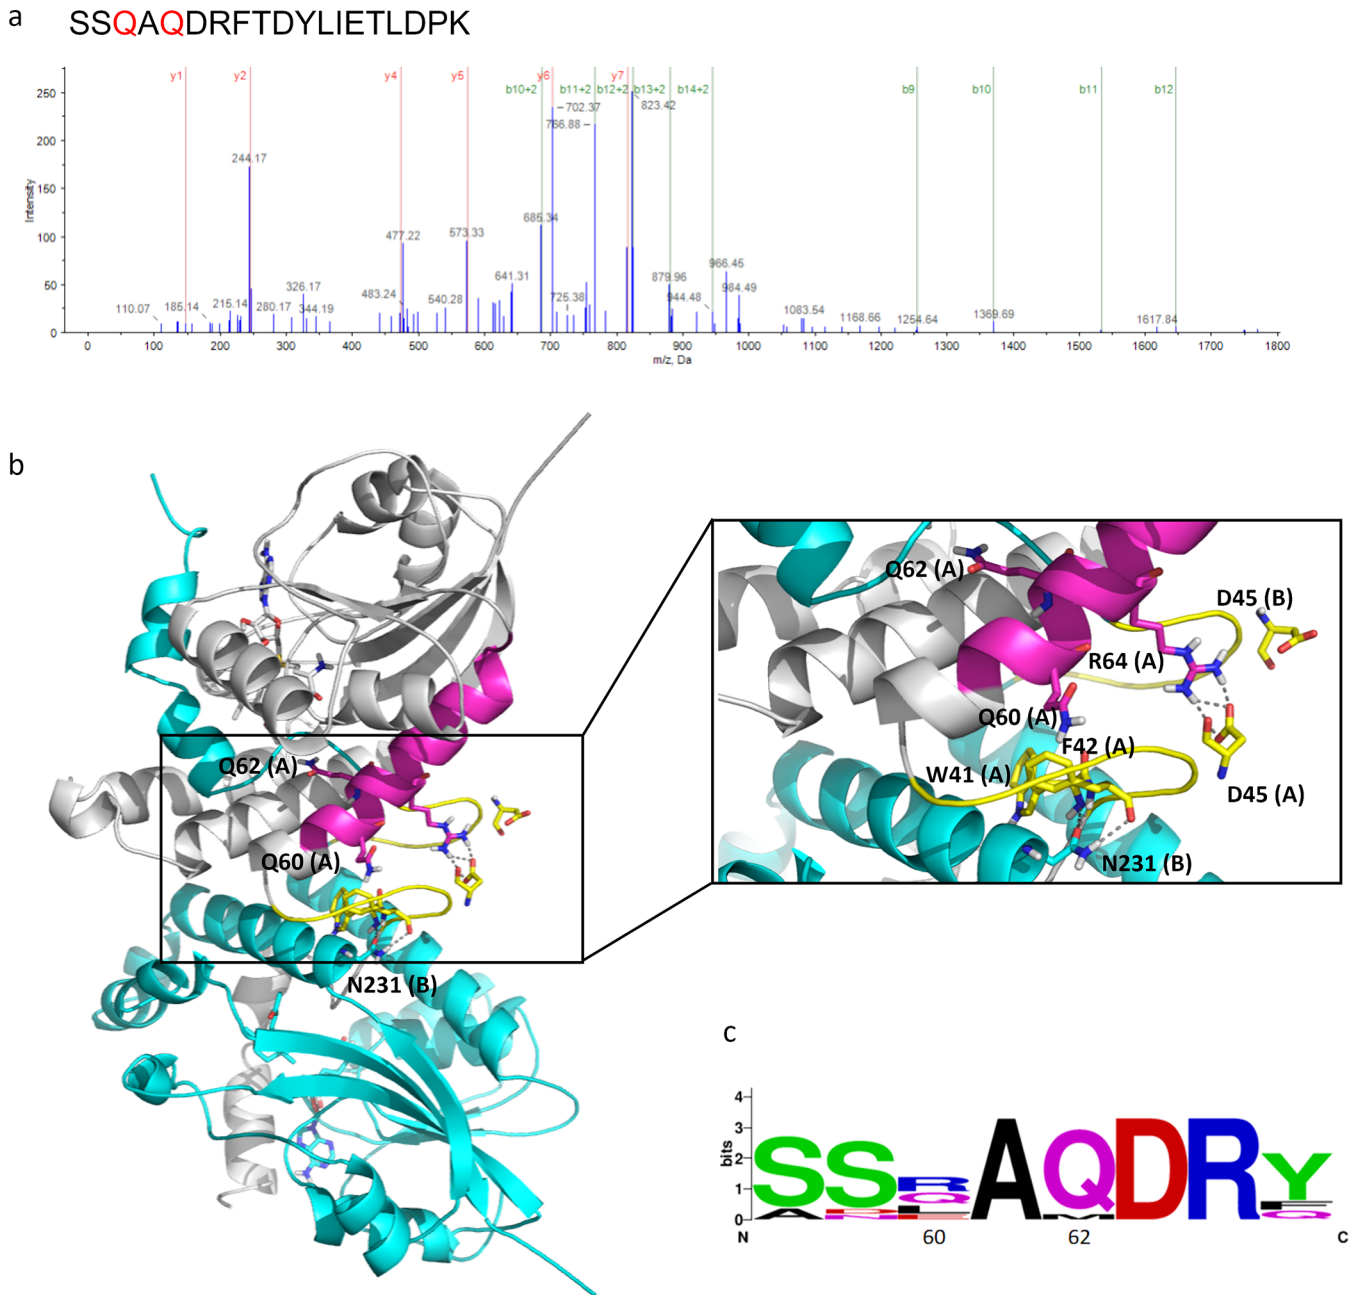 a
SSQAQDRFTDYLIETLDPK
y1 y2 y4 y5 y6 y7
b10+2 b11+2 b12+2 b13+2 b14+2 b9 b10 b11 b12
Intensity
250
200
150
100
50
0
244.17
477.22
573.33
685.34
702.37
766.88
823.42
110.07
185.14
215.14
280.17
326.17
344.19
483.24
540.28
641.31
725.38
879.96
944.48
966.45
984.49
1083.54
1168.66
1254.64
1369.69
1617.84
0 100 200 300 400 500 600 700 800 900 1000 1100 1200 1300 1400 1500 1600 1700 1800
m/z, Da
b
Q62 (A)
Q60 (A)
N231 (B)
Q62 (A)
D45 (B)
R64 (A)
Q60 (A)
F42 (A)
W41 (A)
D45 (A)
N231 (B)
c
bits
4
3
2
1
0
SSRAQDRY
A Q M
N 60 62 C